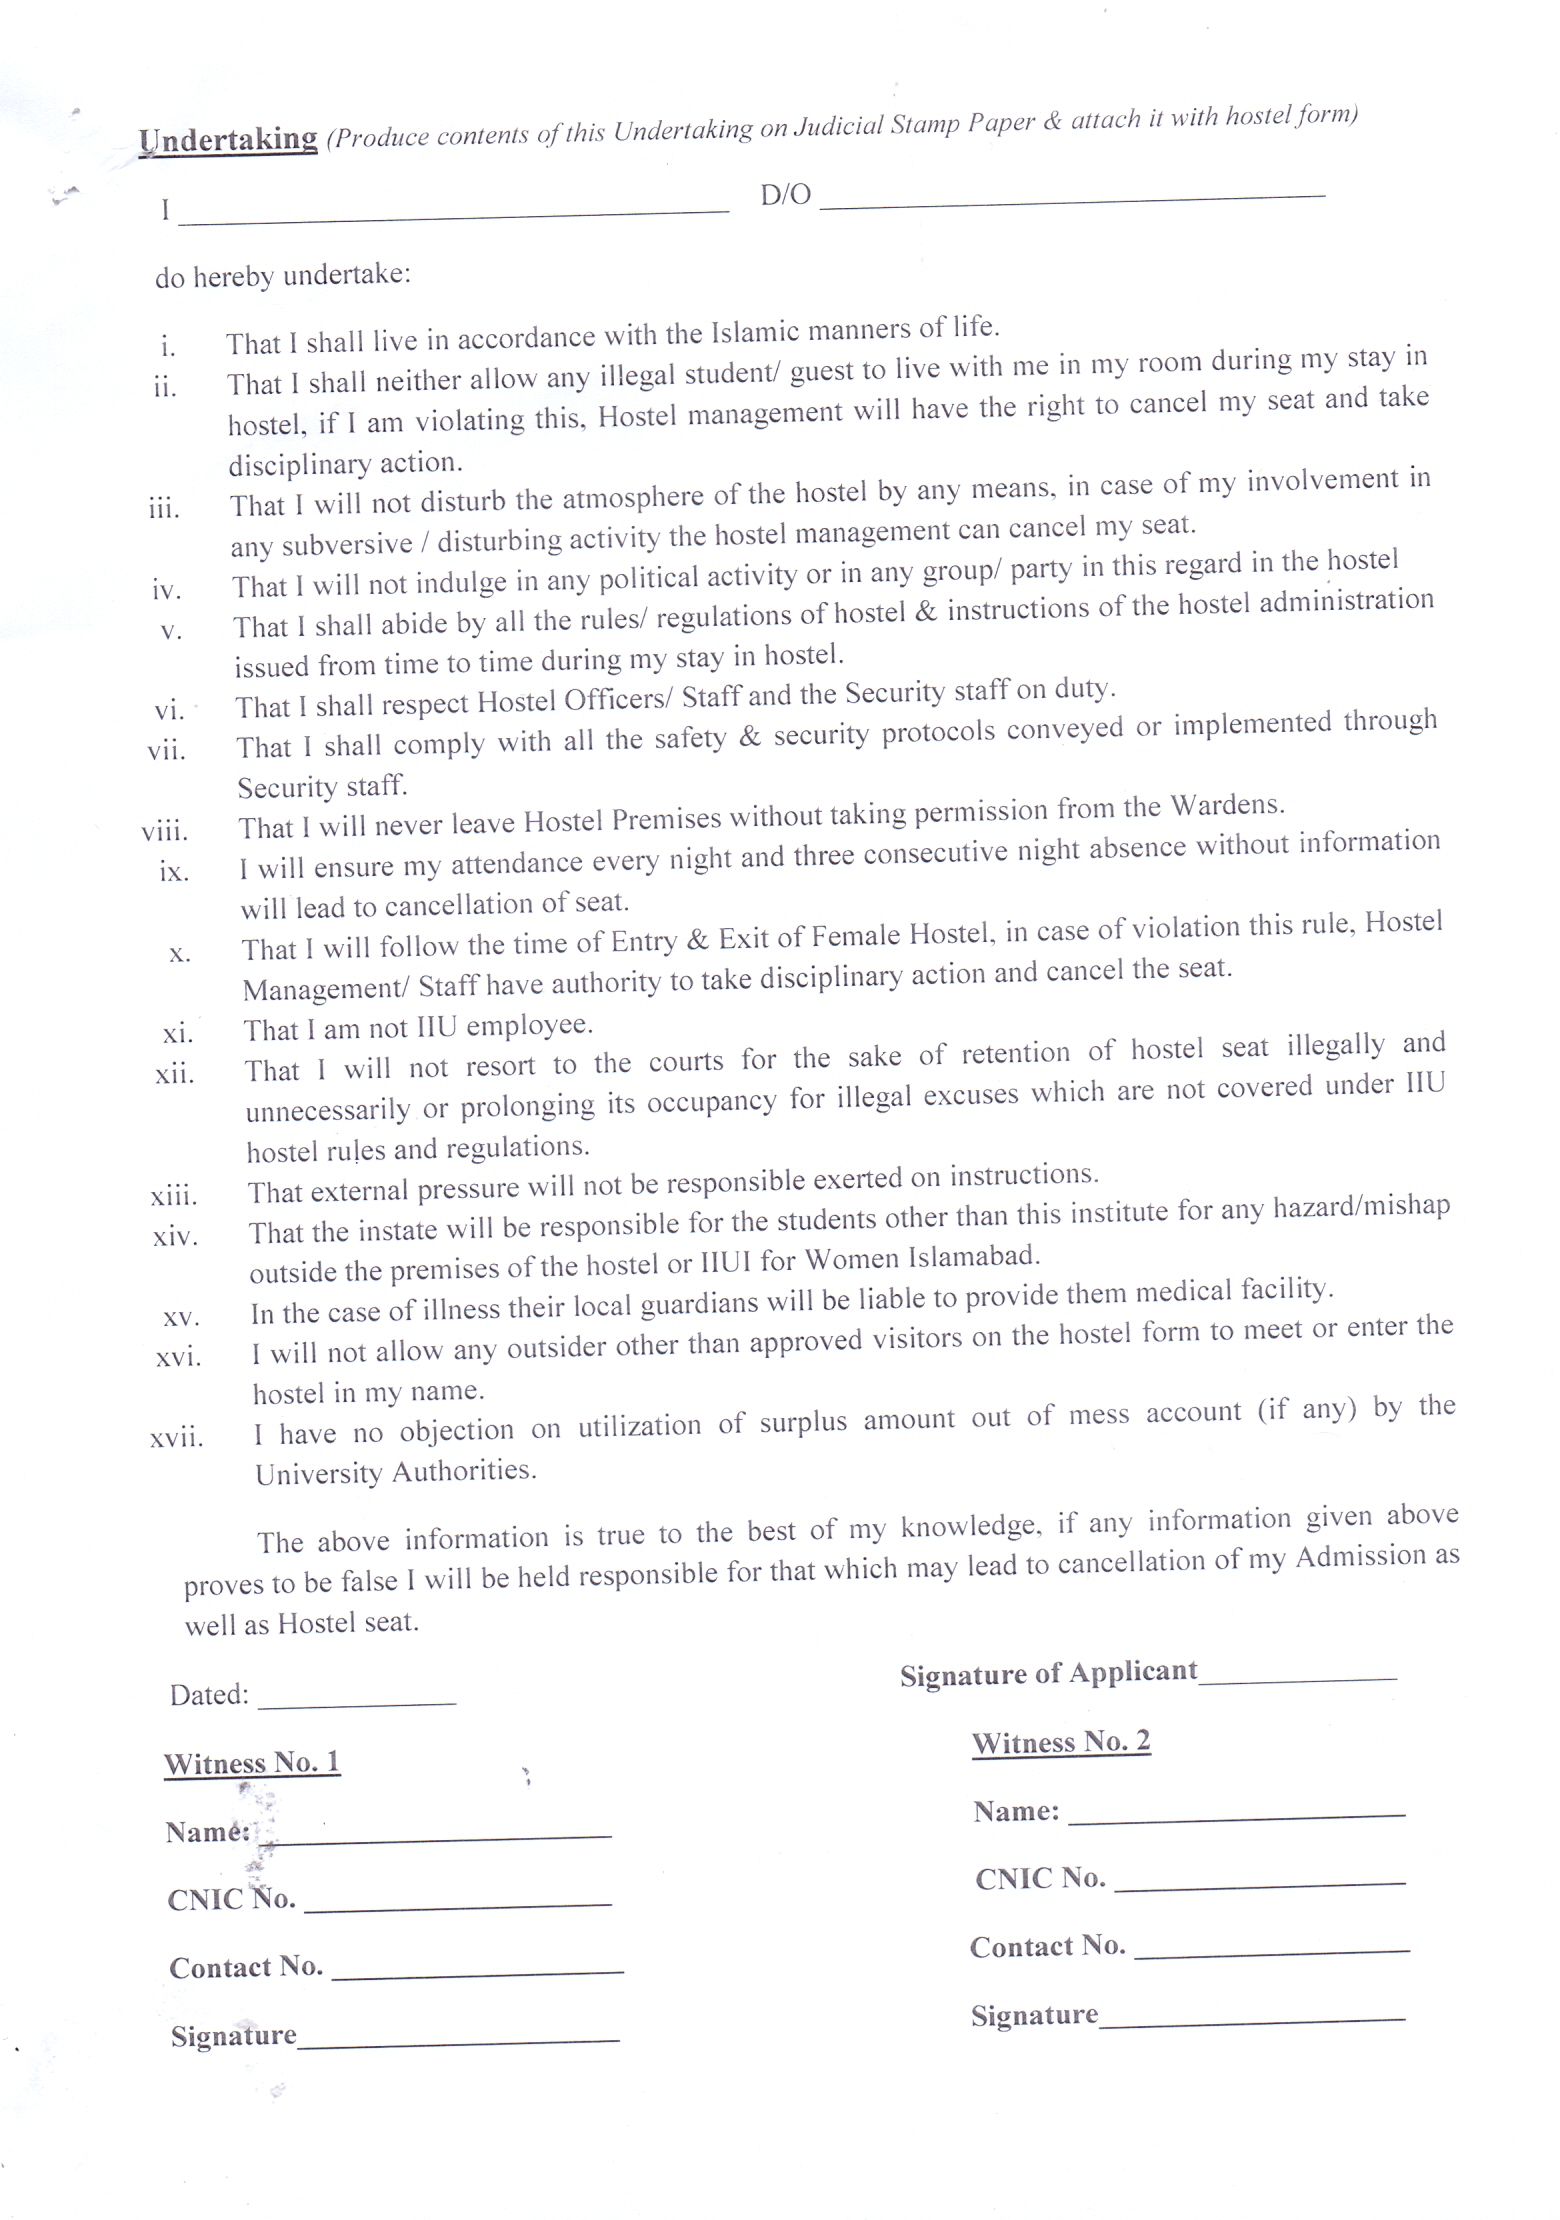 Undertaking (Produce contents of this Undertaking on Judicial Stamp Paper & attach it with hostel form)
I ______________ D/O ______________
do hereby undertake:
i. That I shall live in accordance with the Islamic manners of life.
ii. That I shall neither allow any illegal student/ guest to live with me in my room during my stay in
hostel, if I am violating this, Hostel management will have the right to cancel my seat and take
disciplinary action.
iii. That I will not disturb the atmosphere of the hostel by any means, in case of my involvement in
any subversive / disturbing activity the hostel management can cancel my seat.
iv. That I will not indulge in any political activity or in any group/ party in this regard in the hostel
v. That I shall abide by all the rules/ regulations of hostel & instructions of the hostel administration
issued from time to time during my stay in hostel.
vi. That I shall respect Hostel Officers/ Staff and the Security staff on duty.
vii. That I shall comply with all the safety & security protocols conveyed or implemented through
Security staff.
viii. That I will never leave Hostel Premises without taking permission from the Wardens.
ix. I will ensure my attendance every night and three consecutive night absence without information
will lead to cancellation of seat.
x. That I will follow the time of Entry & Exit of Female Hostel, in case of violation this rule, Hostel
Management/ Staff have authority to take disciplinary action and cancel the seat.
xi. That I am not IIU employee.
xii. That I will not resort to the courts for the sake of retention of hostel seat illegally and
unnecessarily or prolonging its occupancy for illegal excuses which are not covered under IIU
hostel rules and regulations.
xiii. That external pressure will not be responsible exerted on instructions.
xiv. That the instate will be responsible for the students other than this institute for any hazard/mishap
outside the premises of the hostel or IIUI for Women Islamabad.
xv. In the case of illness their local guardians will be liable to provide them medical facility.
xvi. I will not allow any outsider other than approved visitors on the hostel form to meet or enter the
hostel in my name.
xvii. I have no objection on utilization of surplus amount out of mess account (if any) by the
University Authorities.
The above information is true to the best of my knowledge, if any information given above
proves to be false I will be held responsible for that which may lead to cancellation of my Admission as
well as Hostel seat.
Dated: ______________ Signature of Applicant______________
Witness No. 1 Witness No. 2
Name: ______________ Name: ______________
CNIC No. ______________ CNIC No. ______________
Contact No. ______________ Contact No. ______________
Signature______________ Signature______________